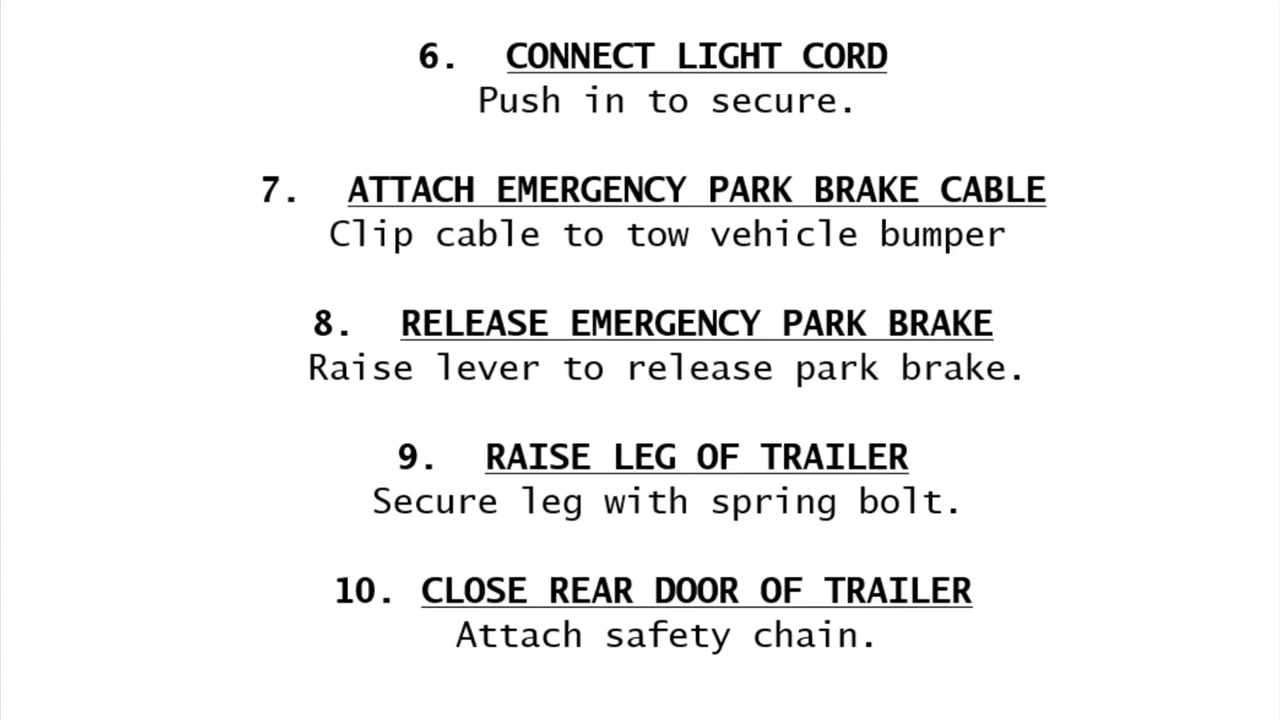 6. CONNECT LIGHT CORD
Push in to secure.
7. ATTACH EMERGENCY PARK BRAKE CABLE
Clip cable to tow vehicle bumper
8. RELEASE EMERGENCY PARK BRAKE
Raise lever to release park brake.
9. RAISE LEG OF TRAILER
Secure leg with spring bolt.
10. CLOSE REAR DOOR OF TRAILER
Attach safety chain.